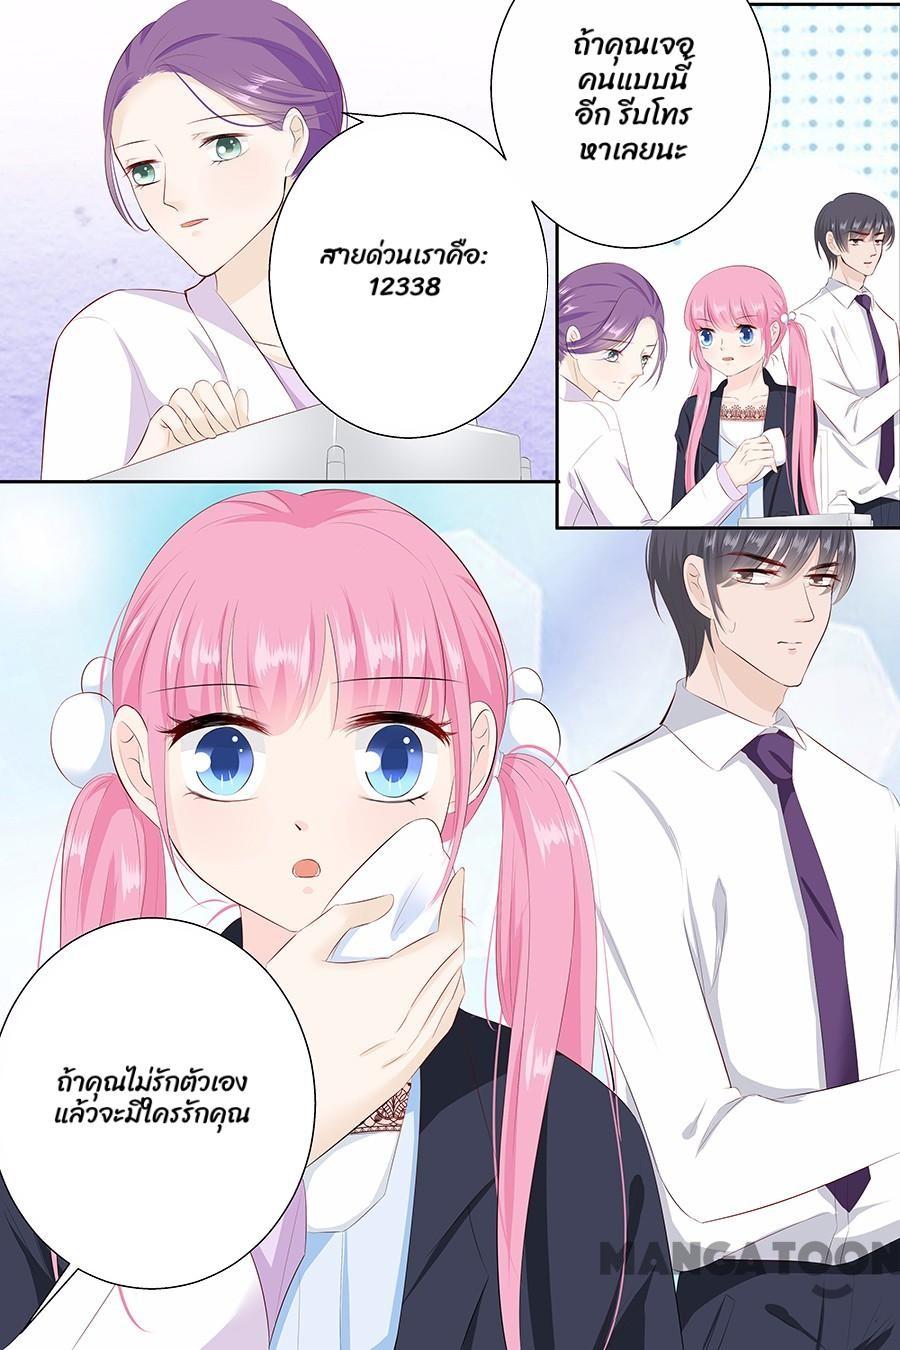 ถ้าคุณเจอ
คนแบบนี้
อีก รีบโทร
หาเลยนะ
สายด่วนเราคือ:
12338
ถ้าคุณไม่รักตัวเอง
แล้วจะมีใครรักคุณ
MANGATOON